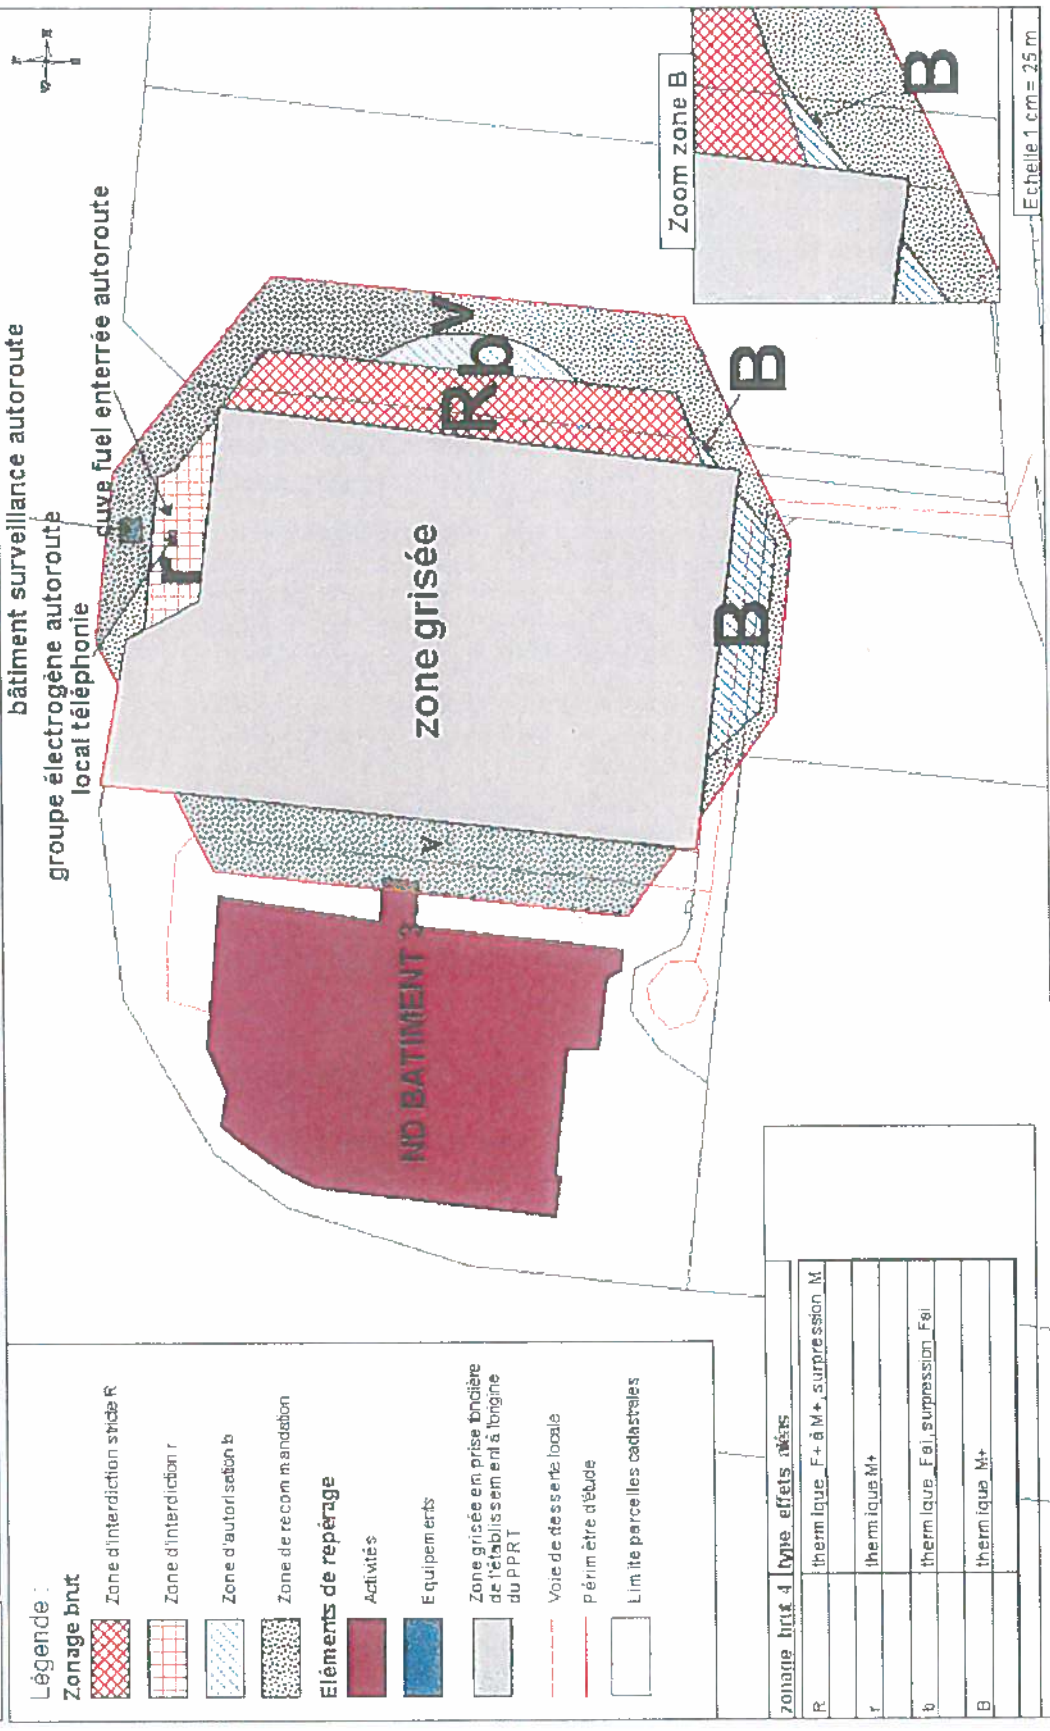 bâtiment surveillance autoroute
groupe électrogène autoroute
local téléphonie
cuve fuel enterrée autoroute
r
R
b
v
B
B
v
zone grisée
ND BATIMENT 3
Zoom zone B
B
Echelle 1 cm = 25 m
Légende :
Zonage brut
Zone d'interdiction stricte R
Zone d'interdiction r
Zone d'autorisation b
Zone de recommandation
Eléments de repérage
Activités
Equipements
Zone grisée emprise foncière
de l'établissement à l'origine
du PPRT
Voie de desserte locale
Périmètre d'étude
Limite parcelles cadastrales
zonage brut 4 type effets
R thermique F+ à M+, surpression M
r thermique M+
b thermique Fai, surpression Fai
B thermique M+